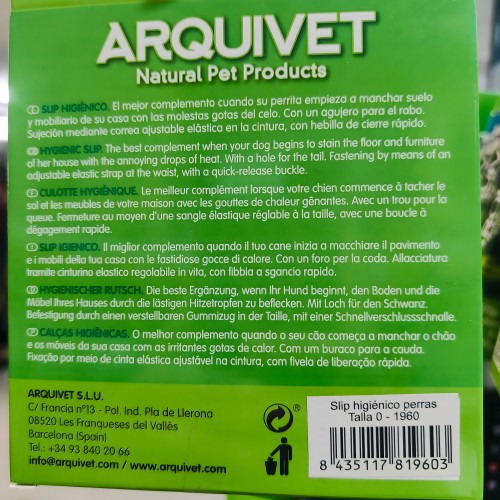 ARQUIVET
Natural Pet Products
SLIP HIGIÉNICO. El mejor complemento cuando su perrita empieza a manchar suelo
y mobiliario de su casa con las molestas gotas del celo. Con un agujero para el rabo.
Sujeción mediante correa ajustable elástica en la cintura, con hebilla de cierre rápido.
HYGIENIC SLIP. The best complement when your dog begins to stain the floor and furniture
of her house with the annoying drops of heat. With a hole for the tail. Fastening by means of an
adjustable elastic strap at the waist, with a quick-release buckle.
CULOTTE HYGIÉNIQUE. Le meilleur complément lorsque votre chien commence à tacher le
sol et les meubles de votre maison avec les gouttes de chaleur gênantes. Avec un trou pour la
queue. Fermeture au moyen d'une sangle élastique réglable à la taille, avec une boucle à
dégagement rapide.
SLIP IGIENICO. Il miglior complemento quando il tuo cane inizia a macchiare il pavimento
e i mobili della tua casa con le fastidiose gocce di calore. Con un foro per la coda. Allacciatura
tramite cinturino elastico regolabile in vita, con fibbia a sgancio rapido.
HYGIENISCHER RUTSCH. Die beste Ergänzung, wenn Ihr Hund beginnt, den Boden und die
Möbel Ihres Hauses durch die lästigen Hitzetropfen zu beflecken. Mit Loch für den Schwanz.
Befestigung durch einen verstellbaren Gummizug in der Taille, mit einer Schnellverschlussschnalle.
CALÇAS HIGIÊNICAS. O melhor complemento quando o seu cão começa a manchar o chão
e os móveis da sua casa com as irritantes gotas de calor. Com um buraco para a cauda.
Fixação por meio de cinta elástica ajustável na cintura, com fivela de liberação rápida.
ARQUIVET S.L.U.
C/ Francia nº13 - Pol. Ind. Pla de Llerona
08520 Les Franqueses del Vallès
Barcelona (Spain)
Tel.: +34 93 840 20 66
info@arquivet.com / www.arquivet.com
Slip higiénico perras
Talla 0 - 1960
8 435117 819603